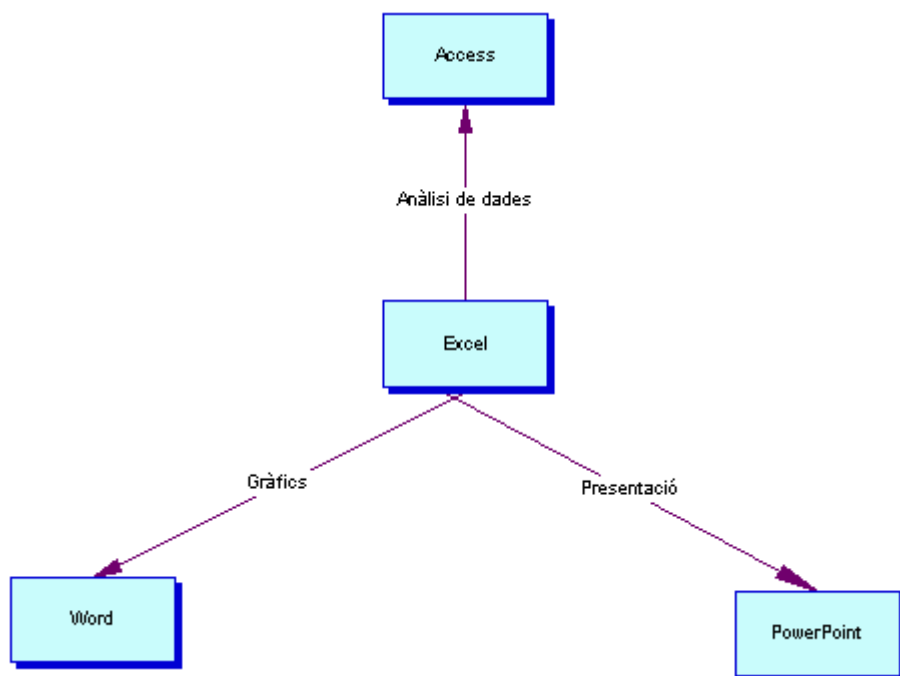 Access
Anàlisi de dades
Excel
Gràfics
Presentació
Word
PowerPoint